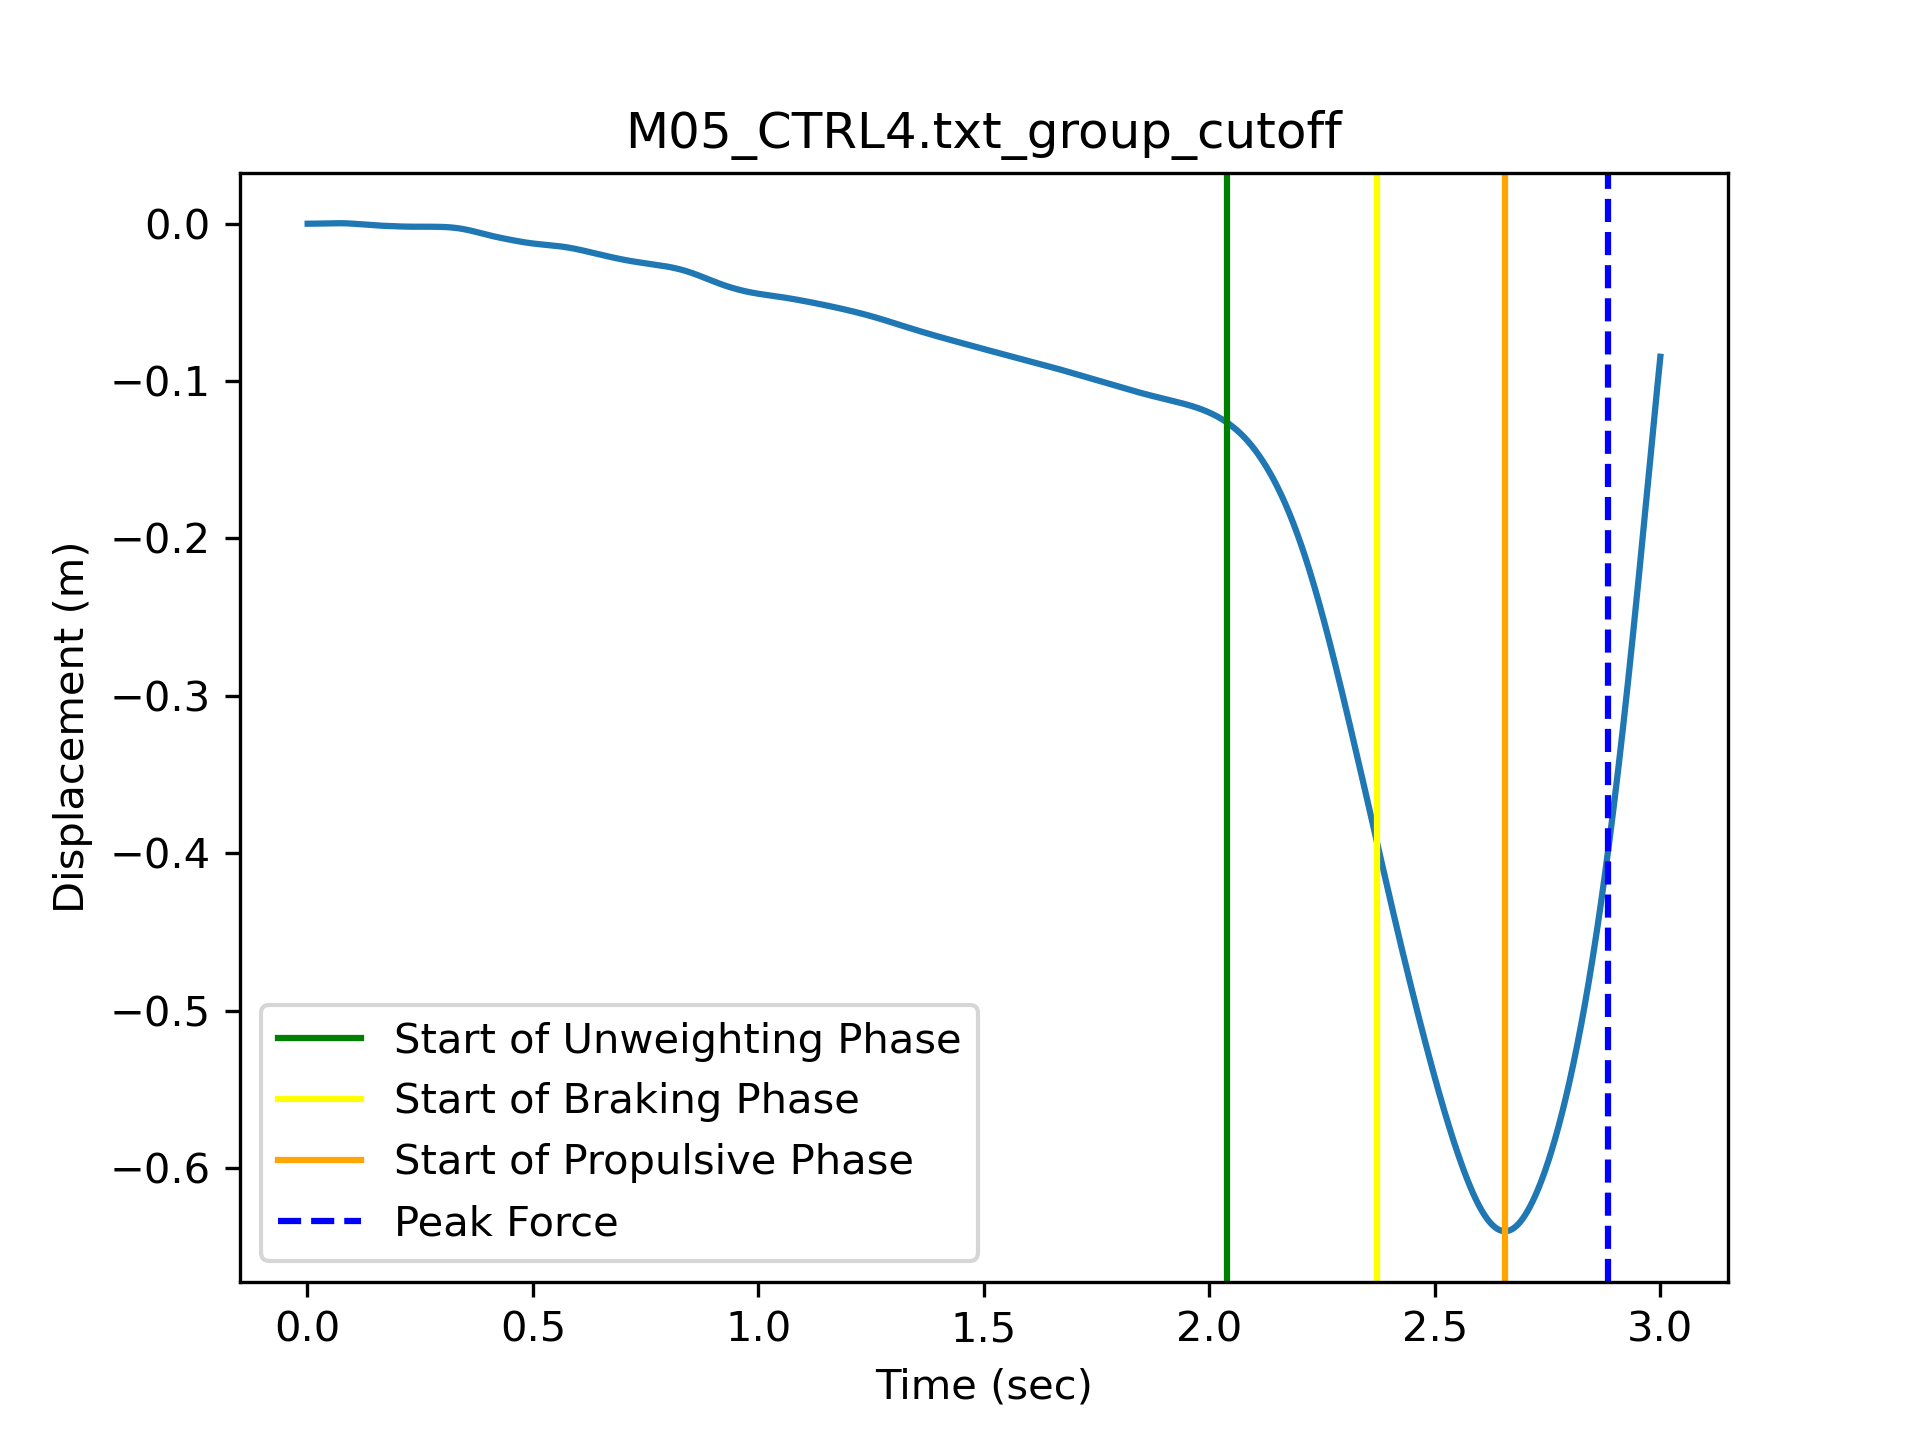 M05_CTRL4.txt_group_cutoff
0.0
−0.1
−0.2
−0.3
−0.4
−0.5
−0.6
Displacement (m)
Start of Unweighting Phase
Start of Braking Phase
Start of Propulsive Phase
Peak Force
0.0 0.5 1.0 1.5 2.0 2.5 3.0
Time (sec)